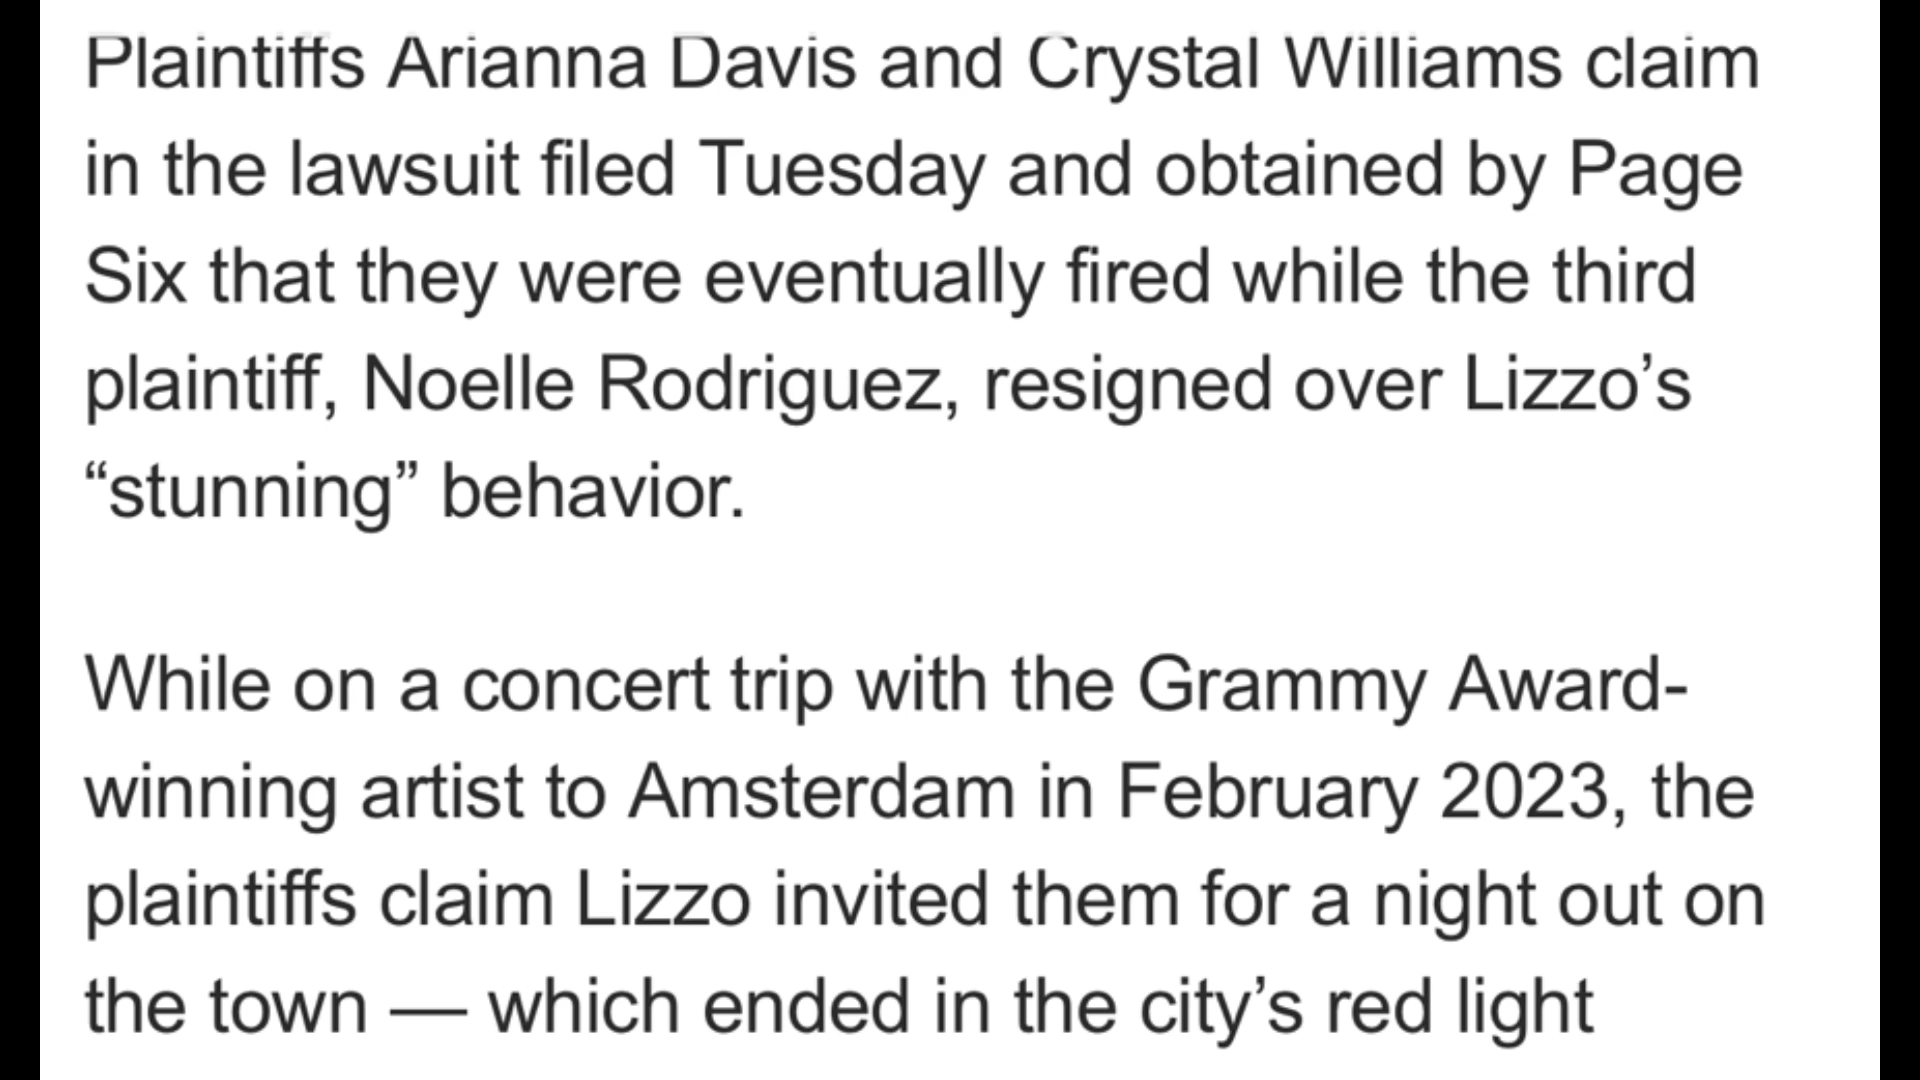 Plaintiffs Arianna Davis and Crystal Williams claim
in the lawsuit filed Tuesday and obtained by Page
Six that they were eventually fired while the third
plaintiff, Noelle Rodriguez, resigned over Lizzo’s
“stunning” behavior.
While on a concert trip with the Grammy Award-
winning artist to Amsterdam in February 2023, the
plaintiffs claim Lizzo invited them for a night out on
the town — which ended in the city’s red light